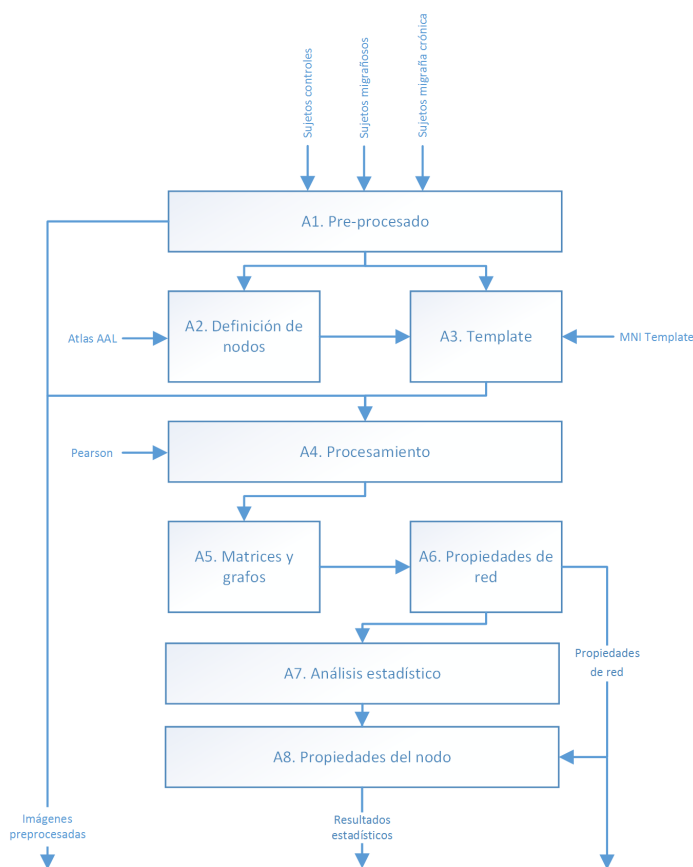 Sujetos controles
Sujetos migrañosos
Sujetos migraña crónica
A1. Pre-procesado
Atlas AAL
A2. Definición de
nodos
A3. Template
MNI Template
Pearson
A4. Procesamiento
A5. Matrices y
grafos
A6. Propiedades de
red
A7. Análisis estadístico
Propiedades
de red
A8. Propiedades del nodo
Imágenes
preprocesadas
Resultados
estadísticos